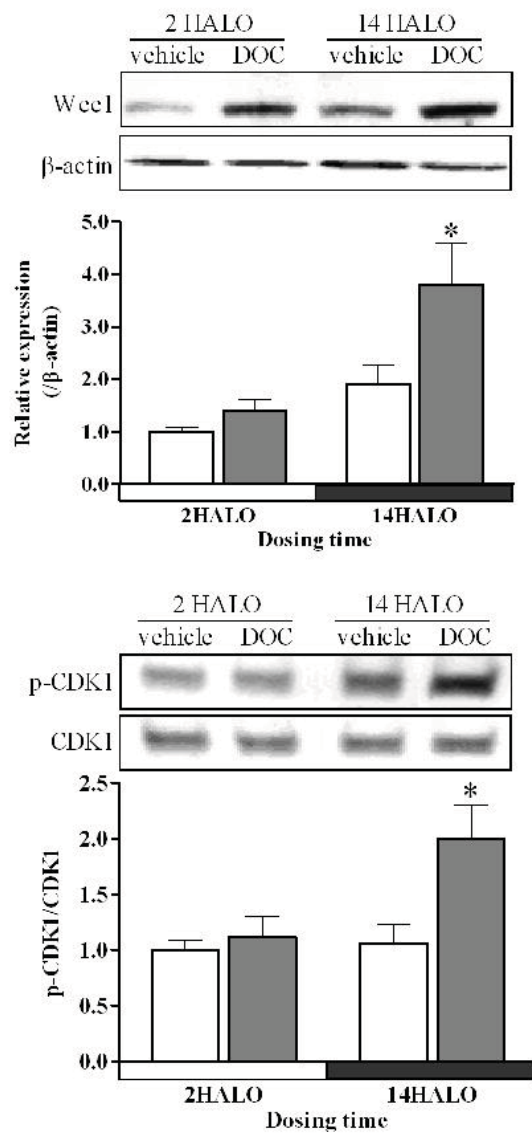 2 HALO 14 HALO
vehicle DOC vehicle DOC
Wee1
β-actin
Relative expression
(/β-actin)
5.0
*
4.0
3.0
2.0
1.0
0.0
2HALO 14HALO
Dosing time
2 HALO 14 HALO
vehicle DOC vehicle DOC
p-CDK1
CDK1
p-CDK1/CDK1
2.5
*
2.0
1.5
1.0
0.5
0.0
2HALO 14HALO
Dosing time